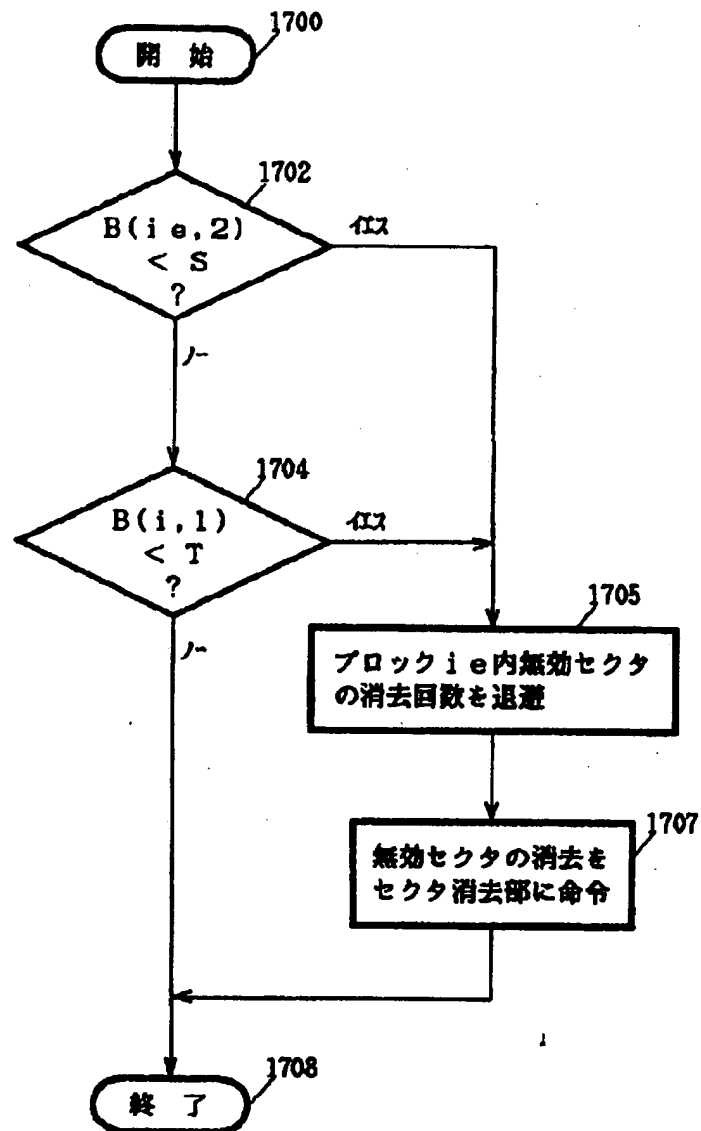 1700
開 始
1702
B(ie,2)
< S
?
イエス
ノー
1704
B(i,1)
< T
?
イエス
ノー
1705
ブロックie内無効セクタ
の消去回数を退避
1707
無効セクタの消去を
セクタ消去部に命令
1708
終 了